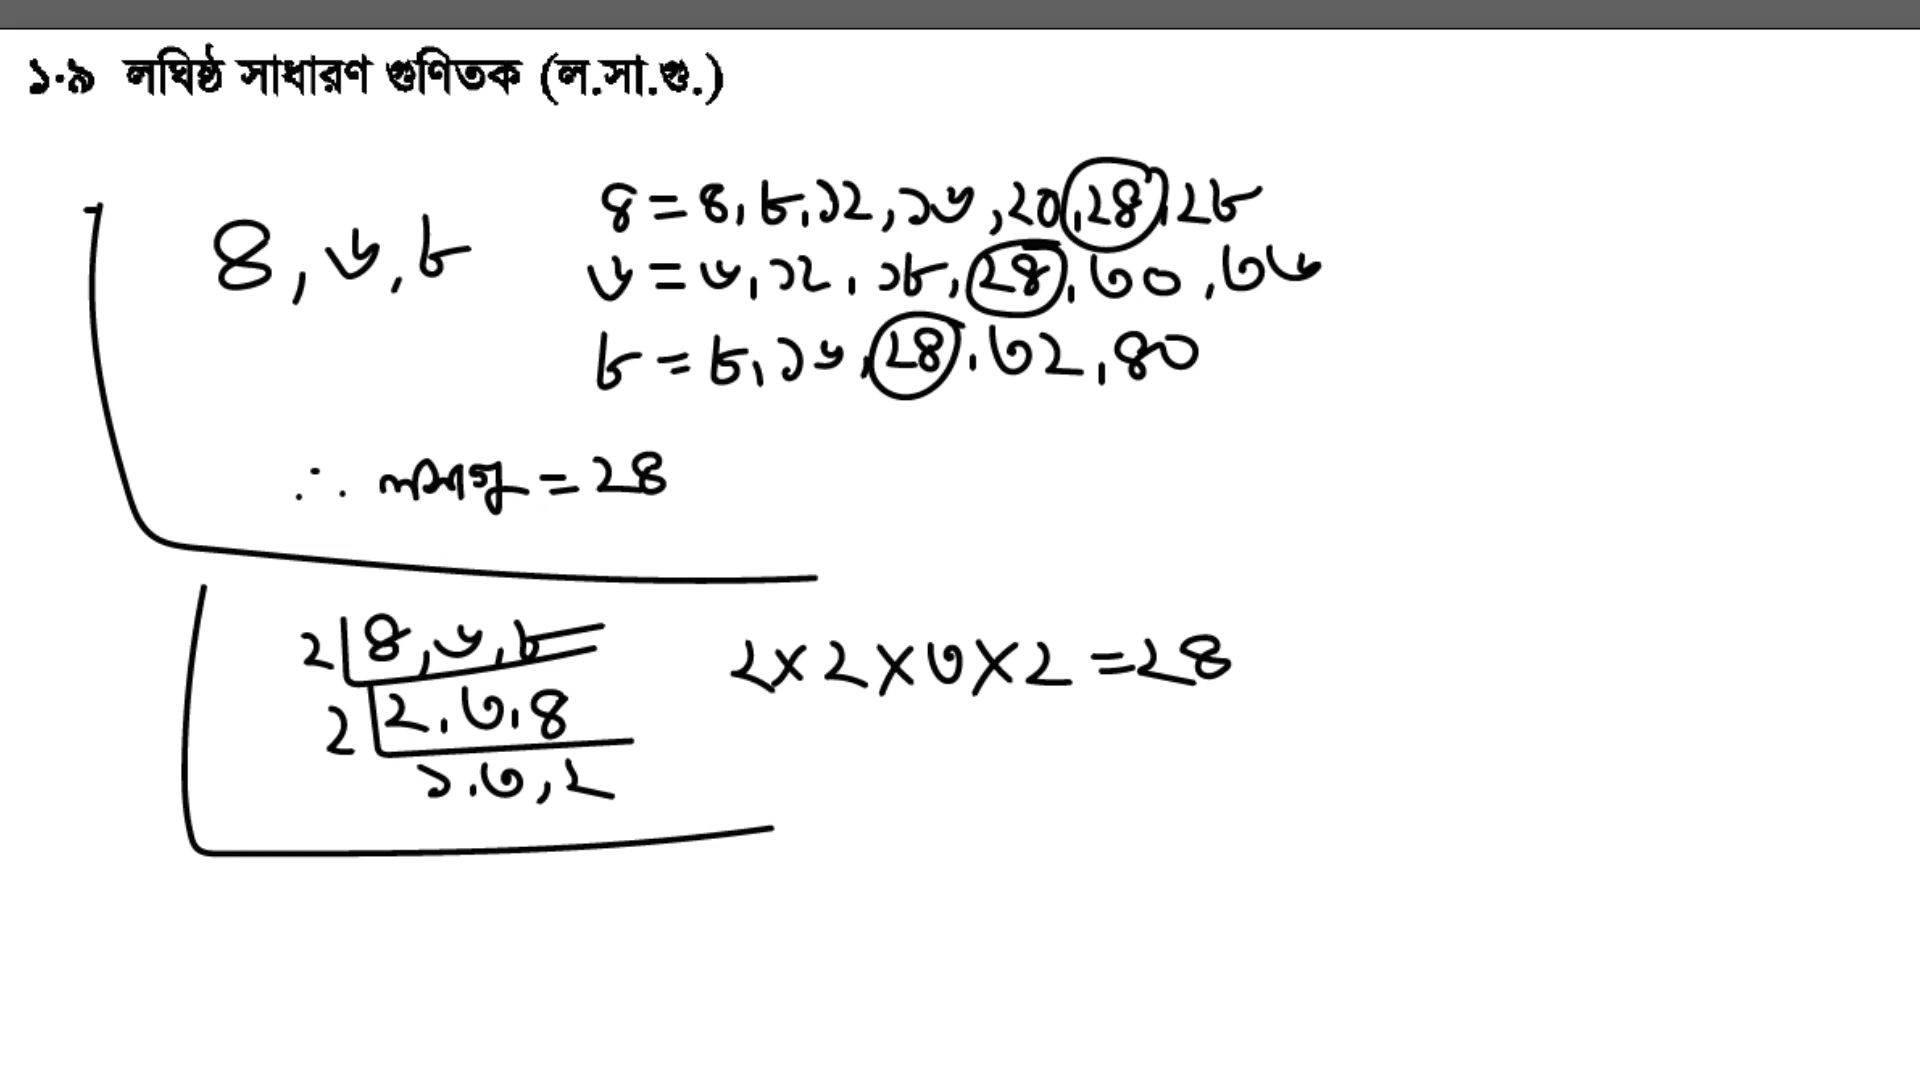 ১.৯ লঘিষ্ঠ সাধারণ গুণিতক (ল.সা.গু.)
৪, ৬, ৮
৪ = ৪, ৮, ১২, ১৬, ২০, ২৪, ২৮
৬ = ৬, ১২, ১৮, ২৪, ৩০, ৩৬
৮ = ৮, ১৬, ২৪, ৩২, ৪০
∴ লসাগু = ২৪
২ ৪, ৬, ৮
২ ২, ৩, ৪
১, ৩, ২
২ × ২ × ৩ × ২ = ২৪